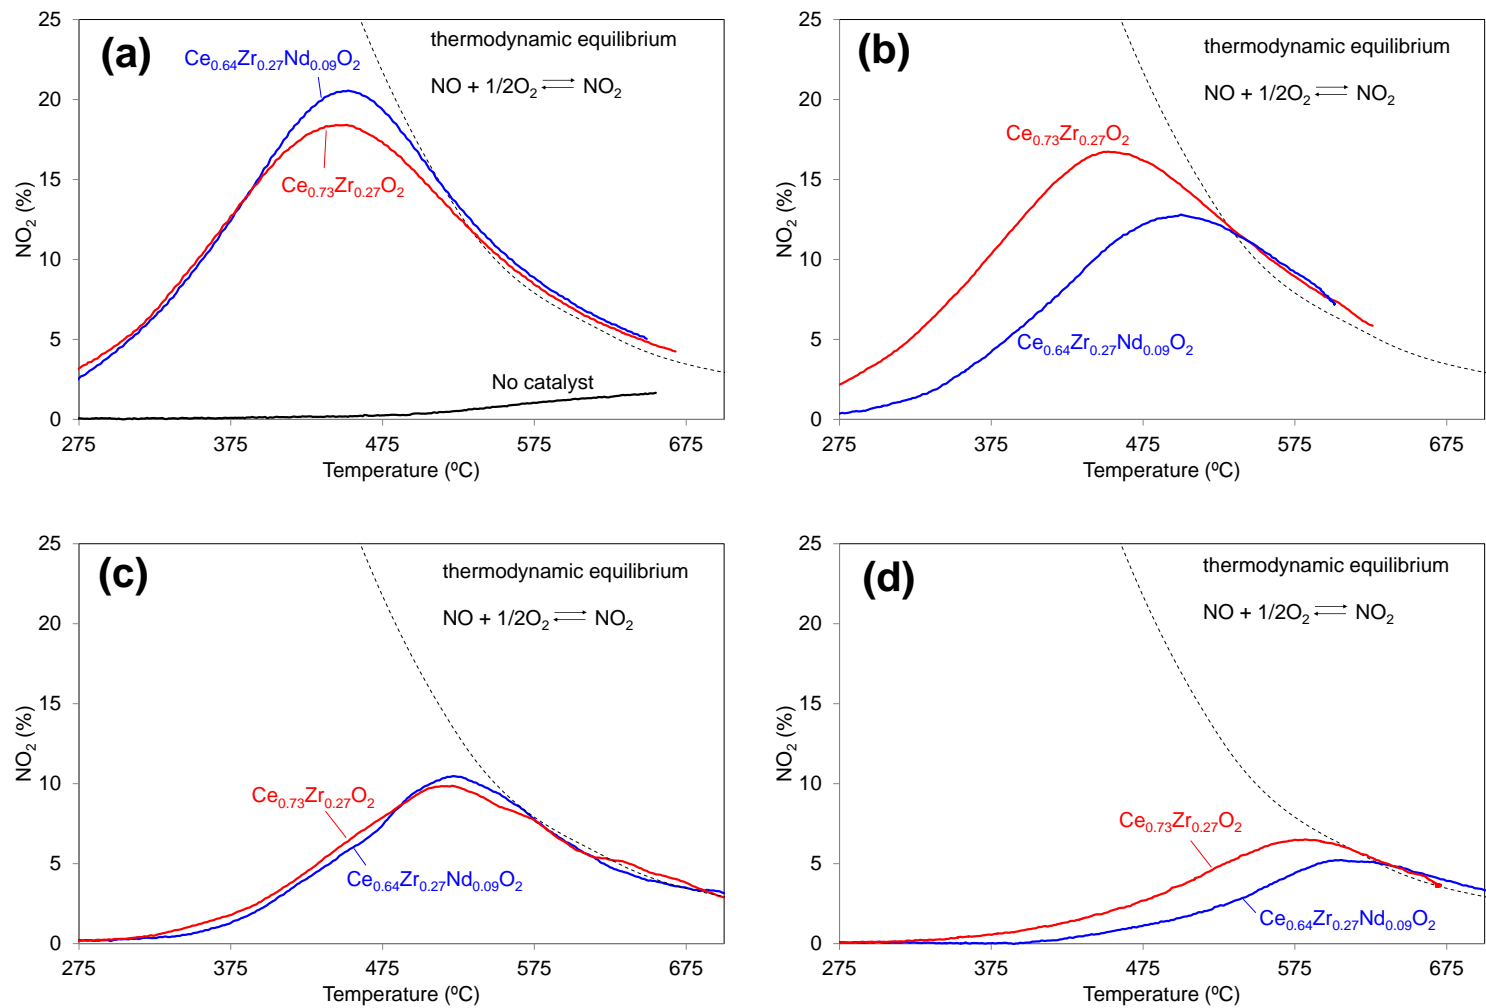 (a)
thermodynamic equilibrium
Ce0.64Zr0.27Nd0.09O2
NO + 1/2O2 ⇄ NO2
Ce0.73Zr0.27O2
No catalyst
NO2 (%)
25
20
15
10
5
0
275 375 475 575 675
Temperature (ºC)
(b)
thermodynamic equilibrium
NO + 1/2O2 ⇄ NO2
Ce0.73Zr0.27O2
Ce0.64Zr0.27Nd0.09O2
NO2 (%)
25
20
15
10
5
0
275 375 475 575 675
Temperature (ºC)
(c)
thermodynamic equilibrium
NO + 1/2O2 ⇄ NO2
Ce0.73Zr0.27O2
Ce0.64Zr0.27Nd0.09O2
NO2 (%)
25
20
15
10
5
0
275 375 475 575 675
Temperature (ºC)
(d)
thermodynamic equilibrium
NO + 1/2O2 ⇄ NO2
Ce0.73Zr0.27O2
Ce0.64Zr0.27Nd0.09O2
NO2 (%)
25
20
15
10
5
0
275 375 475 575 675
Temperature (ºC)